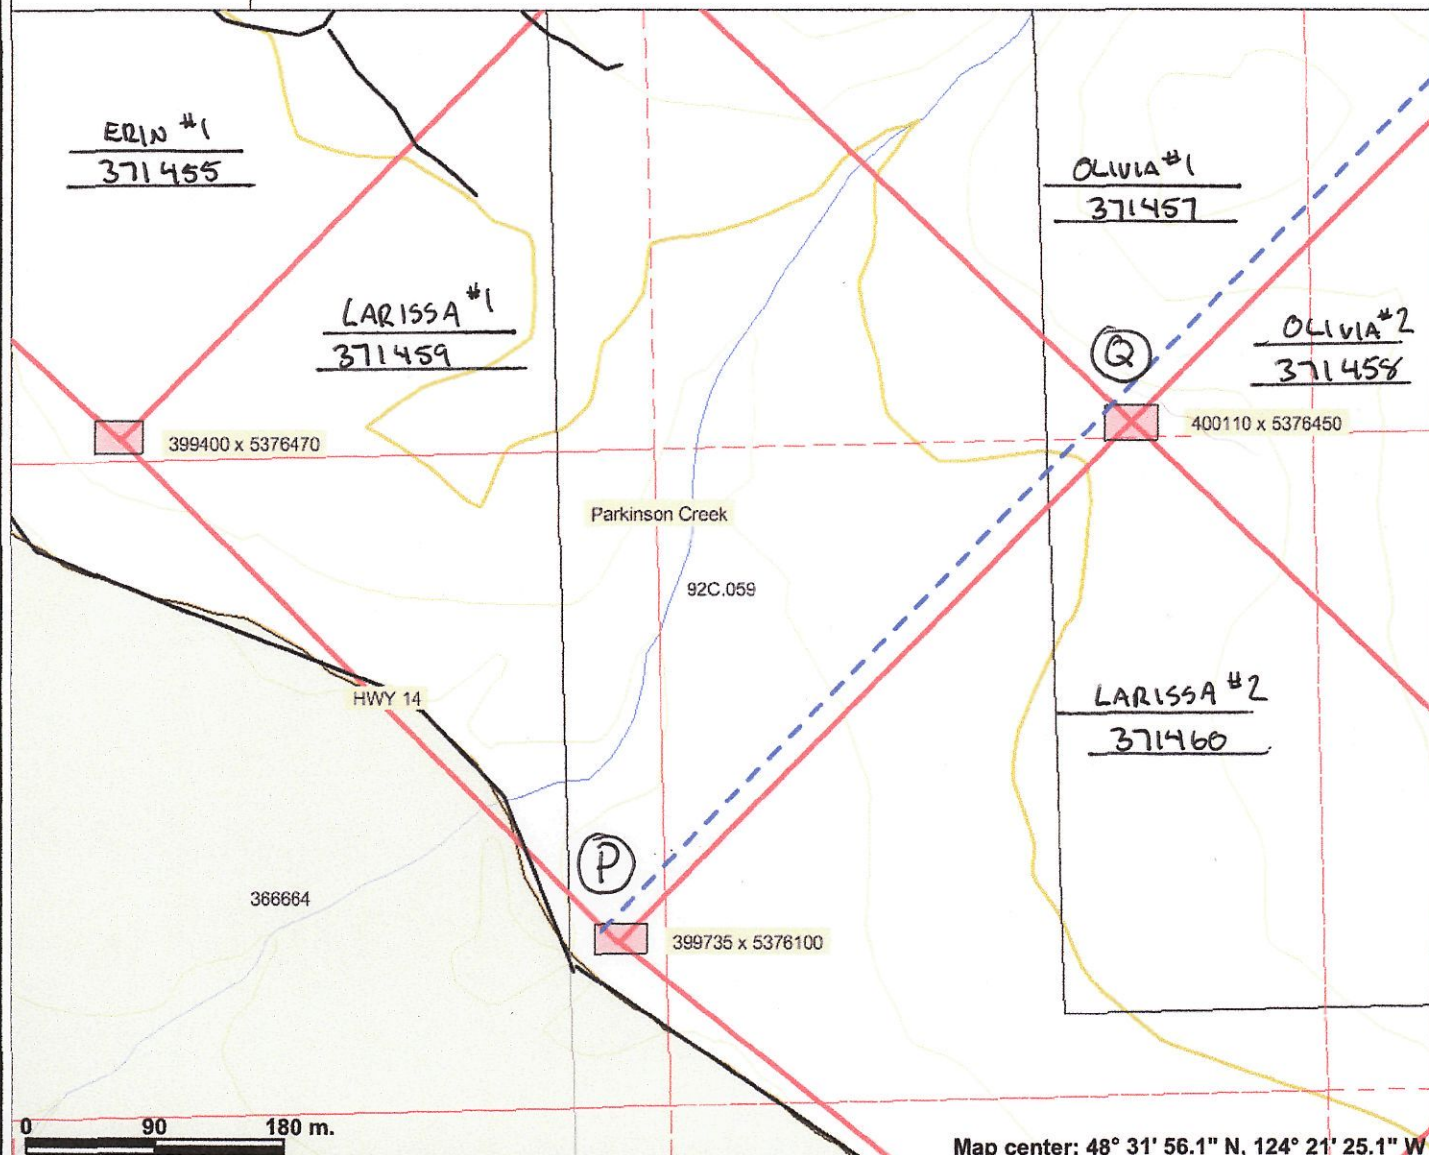 ERIN #1
371455
OLIVIA #1
371457
LARISSA #1
371459
OLIVIA #2
371458
Q
399400 x 5376470
400110 x 5376450
Parkinson Creek
92C.059
HWY 14
LARISSA #2
371460
P
366664
399735 x 5376100
0 90 180 m.
Map center: 48° 31' 56.1" N, 124° 21' 25.1" W